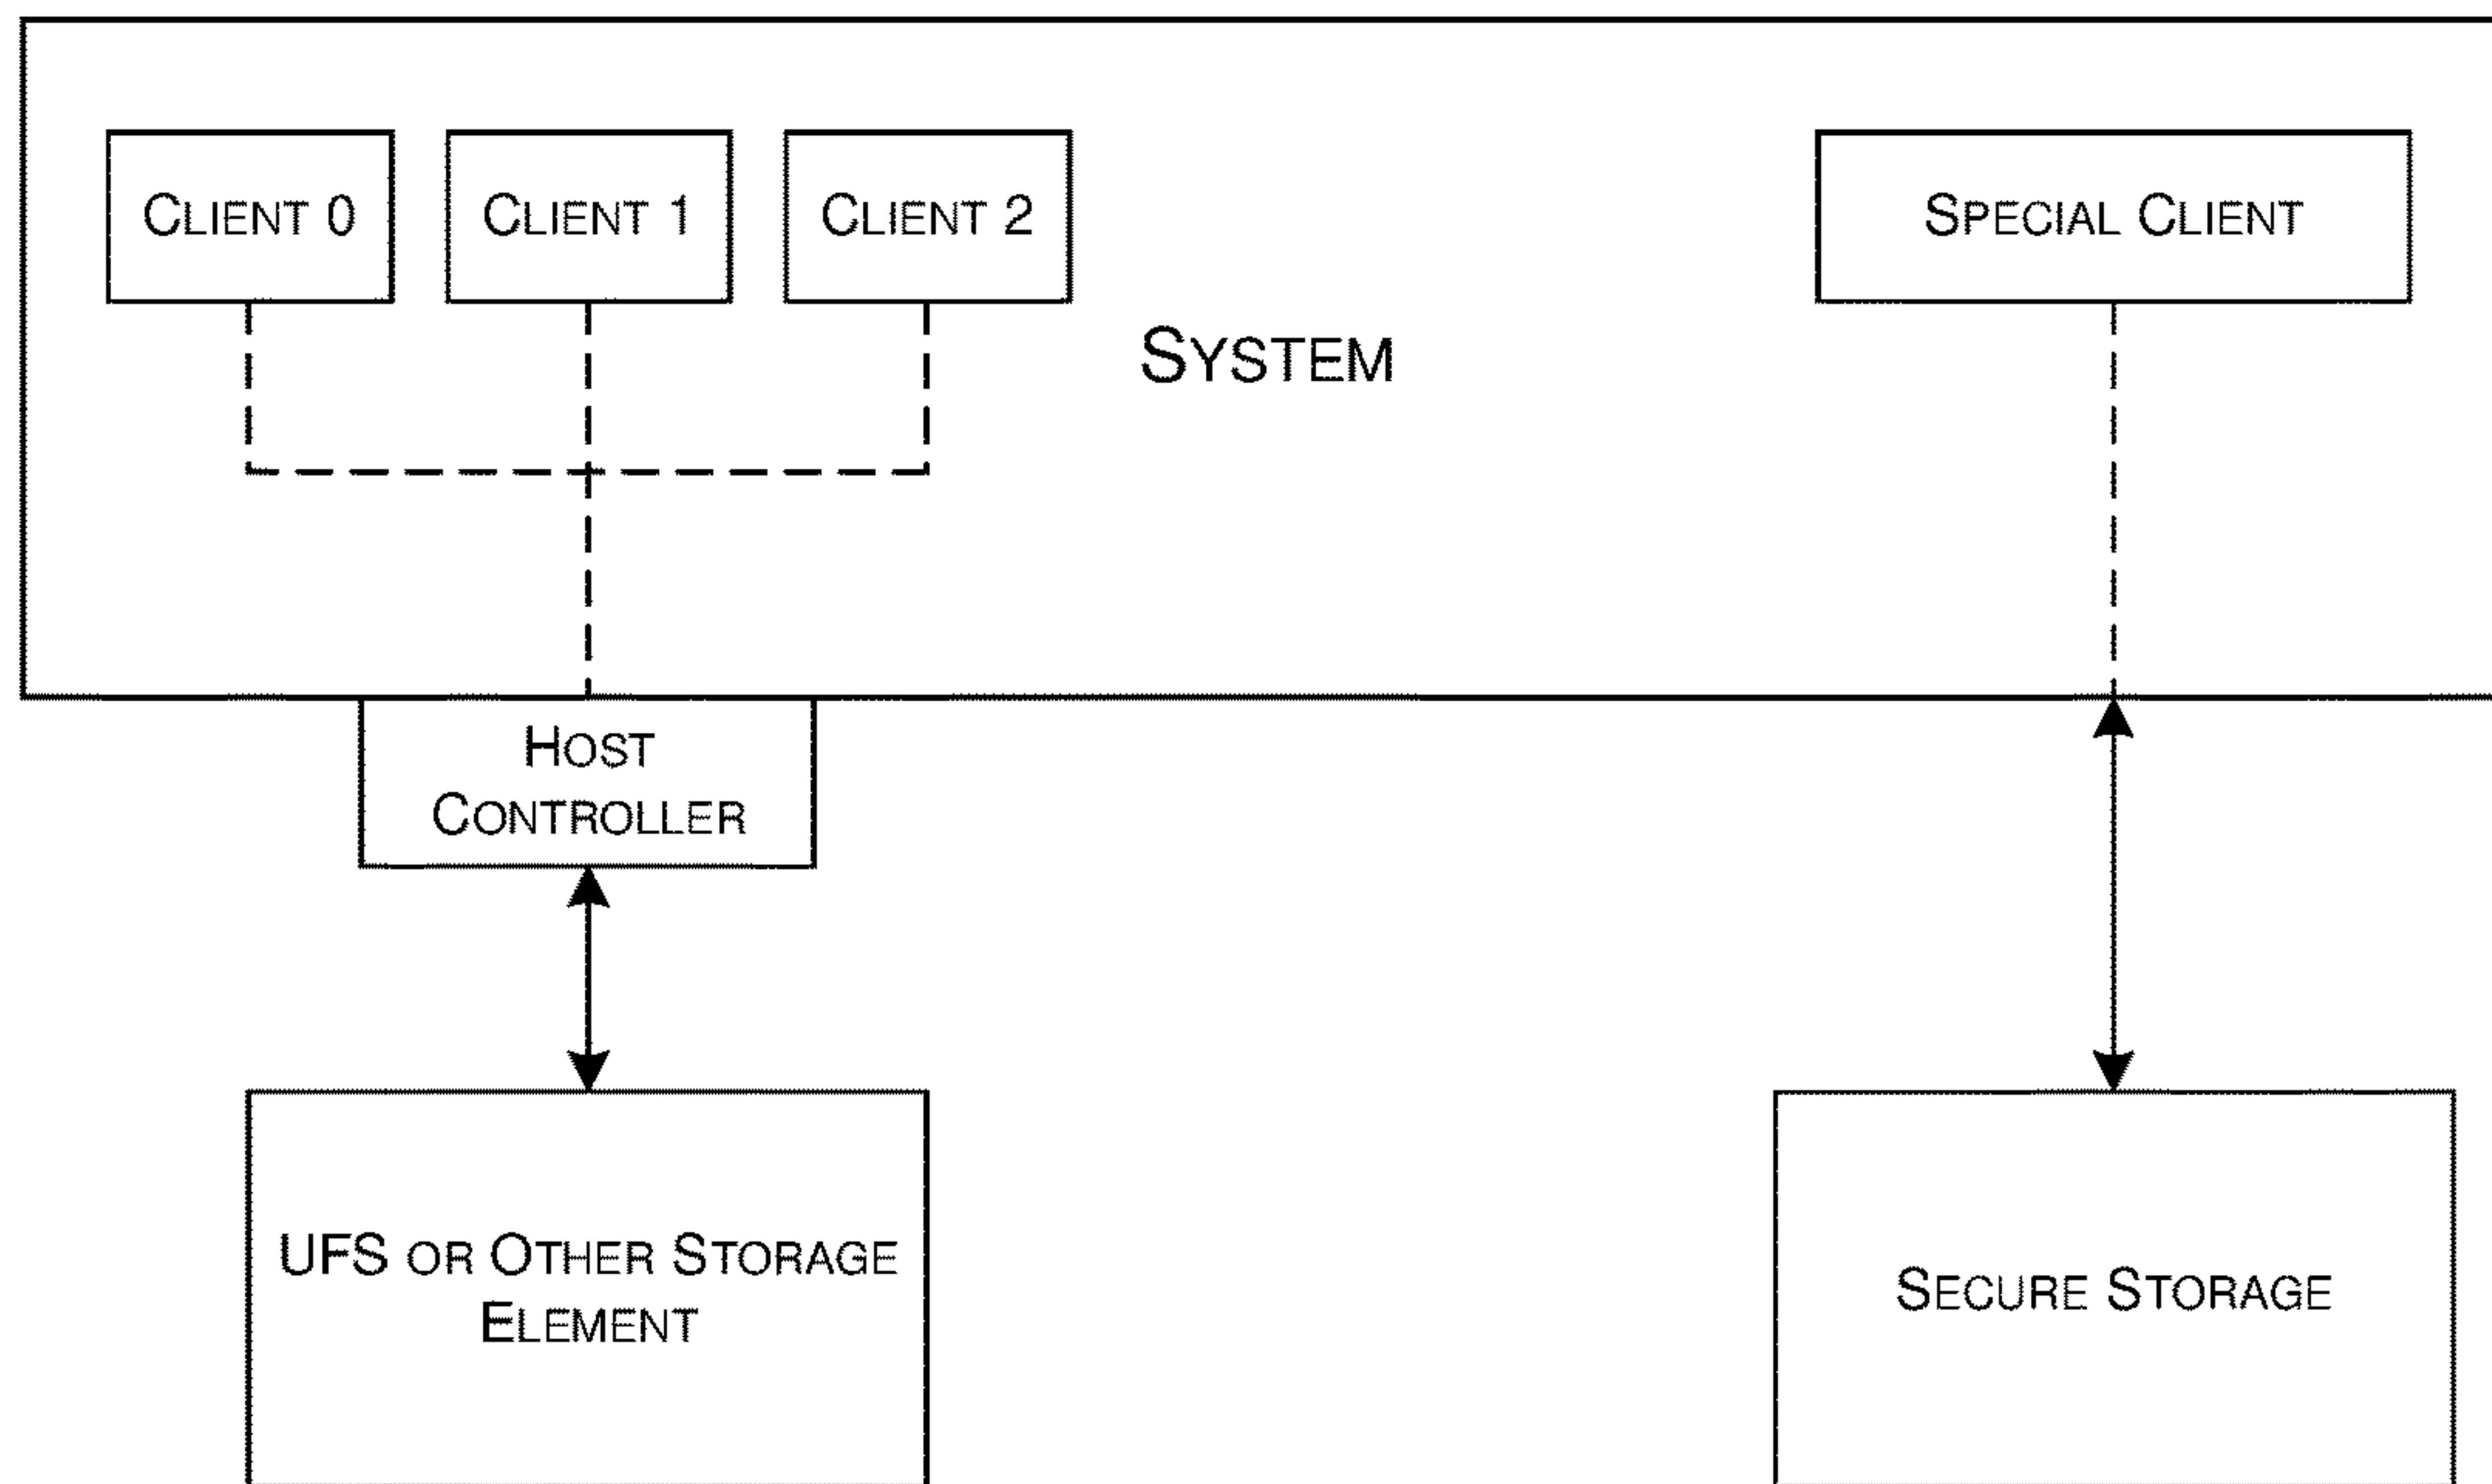 CLIENT 0
CLIENT 1
CLIENT 2
SPECIAL CLIENT
SYSTEM
HOST
CONTROLLER
UFS OR OTHER STORAGE
ELEMENT
SECURE STORAGE